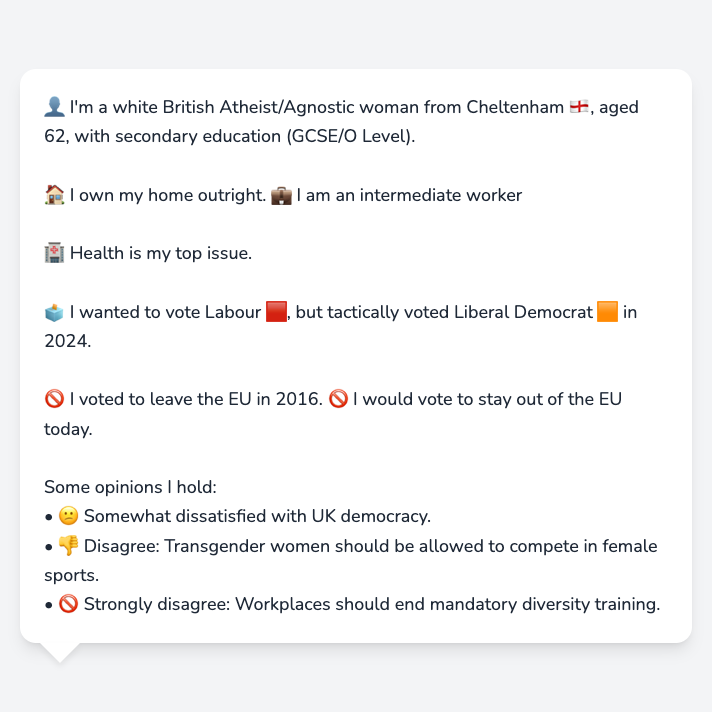 👤 I'm a white British Atheist/Agnostic woman from Cheltenham 🏴󠁧󠁢󠁥󠁮󠁧󠁿, aged
62, with secondary education (GCSE/O Level).
🏠 I own my home outright. 💼 I am an intermediate worker
🏥 Health is my top issue.
🗳️ I wanted to vote Labour 🟥, but tactically voted Liberal Democrat 🟧 in
2024.
🚫 I voted to leave the EU in 2016. 🚫 I would vote to stay out of the EU
today.
Some opinions I hold:
• 😕 Somewhat dissatisfied with UK democracy.
• 👎 Disagree: Transgender women should be allowed to compete in female
sports.
• 🚫 Strongly disagree: Workplaces should end mandatory diversity training.